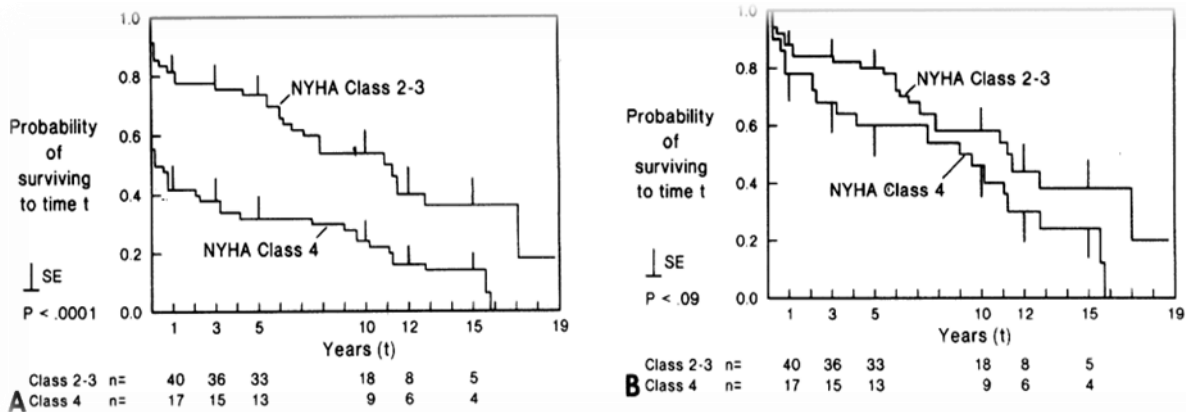 1.0
0.8
0.6
0.4
0.2
0.0
Probability
of
surviving
to time t
SE
P < .0001
NYHA Class 2-3
NYHA Class 4
1 3 5 10 12 15 19
Years (t)
Class 2-3 n= 40 36 33 18 8 5
Class 4 n= 17 15 13 9 6 4
A
1.0
0.8
0.6
0.4
0.2
0.0
Probability
of
surviving
to time t
SE
P < .09
NYHA Class 2-3
NYHA Class 4
1 3 5 10 12 15 19
Years (t)
Class 2-3 n= 40 36 33 18 8 5
Class 4 n= 17 15 13 9 6 4
B